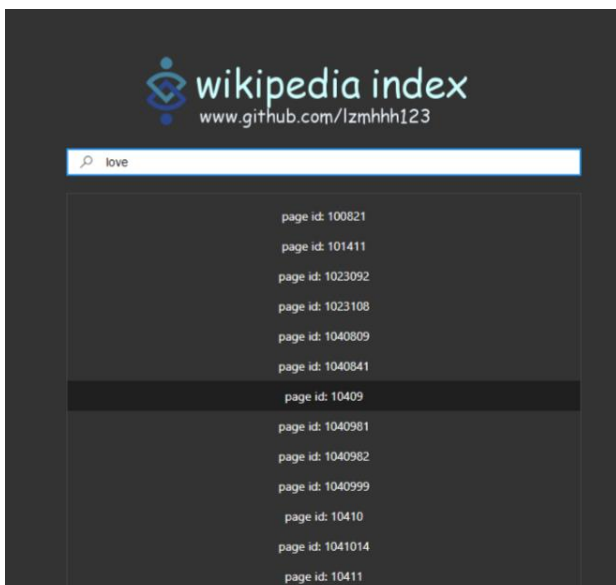 wikipedia index
www.github.com/lzmhhh123
love
page id: 100821
page id: 101411
page id: 1023092
page id: 1023108
page id: 1040809
page id: 1040841
page id: 10409
page id: 1040981
page id: 1040982
page id: 1040999
page id: 10410
page id: 1041014
page id: 10411